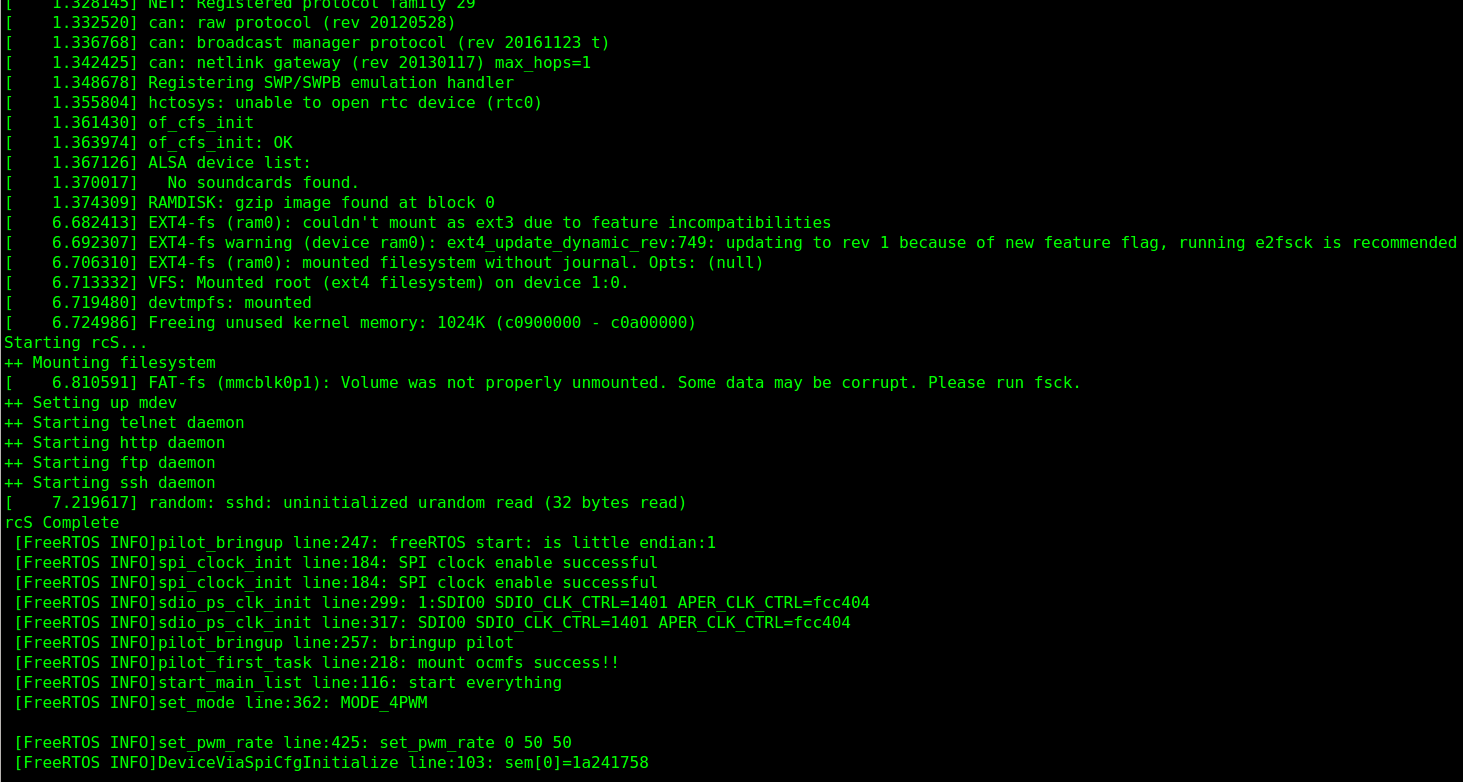 [    1.328145] NET: Registered protocol family 29
[    1.332520] can: raw protocol (rev 20120528)
[    1.336768] can: broadcast manager protocol (rev 20161123 t)
[    1.342425] can: netlink gateway (rev 20130117) max_hops=1
[    1.348678] Registering SWP/SWPB emulation handler
[    1.355804] hctosys: unable to open rtc device (rtc0)
[    1.361430] of_cfs_init
[    1.363974] of_cfs_init: OK
[    1.367126] ALSA device list:
[    1.370017]   No soundcards found.
[    1.374309] RAMDISK: gzip image found at block 0
[    6.682413] EXT4-fs (ram0): couldn't mount as ext3 due to feature incompatibilities
[    6.692307] EXT4-fs warning (device ram0): ext4_update_dynamic_rev:749: updating to rev 1 because of new feature flag, running e2fsck is recommended
[    6.706310] EXT4-fs (ram0): mounted filesystem without journal. Opts: (null)
[    6.713332] VFS: Mounted root (ext4 filesystem) on device 1:0.
[    6.719480] devtmpfs: mounted
[    6.724986] Freeing unused kernel memory: 1024K (c0900000 - c0a00000)
Starting rcS...
++ Mounting filesystem
[    6.810591] FAT-fs (mmcblk0p1): Volume was not properly unmounted. Some data may be corrupt. Please run fsck.
++ Setting up mdev
++ Starting telnet daemon
++ Starting http daemon
++ Starting ftp daemon
++ Starting ssh daemon
[    7.219617] random: sshd: uninitialized urandom read (32 bytes read)
rcS Complete
 [FreeRTOS INFO]pilot_bringup line:247: freeRTOS start: is little endian:1
 [FreeRTOS INFO]spi_clock_init line:184: SPI clock enable successful
 [FreeRTOS INFO]spi_clock_init line:184: SPI clock enable successful
 [FreeRTOS INFO]sdio_ps_clk_init line:299: 1:SDIO0 SDIO_CLK_CTRL=1401 APER_CLK_CTRL=fcc404
 [FreeRTOS INFO]sdio_ps_clk_init line:317: SDIO0 SDIO_CLK_CTRL=1401 APER_CLK_CTRL=fcc404
 [FreeRTOS INFO]pilot_bringup line:257: bringup pilot
 [FreeRTOS INFO]pilot_first_task line:218: mount ocmfs success!!
 [FreeRTOS INFO]start_main_list line:116: start everything
 [FreeRTOS INFO]set_mode line:362: MODE_4PWM
 [FreeRTOS INFO]set_pwm_rate line:425: set_pwm_rate 0 50 50
 [FreeRTOS INFO]DeviceViaSpiCfgInitialize line:103: sem[0]=1a241758